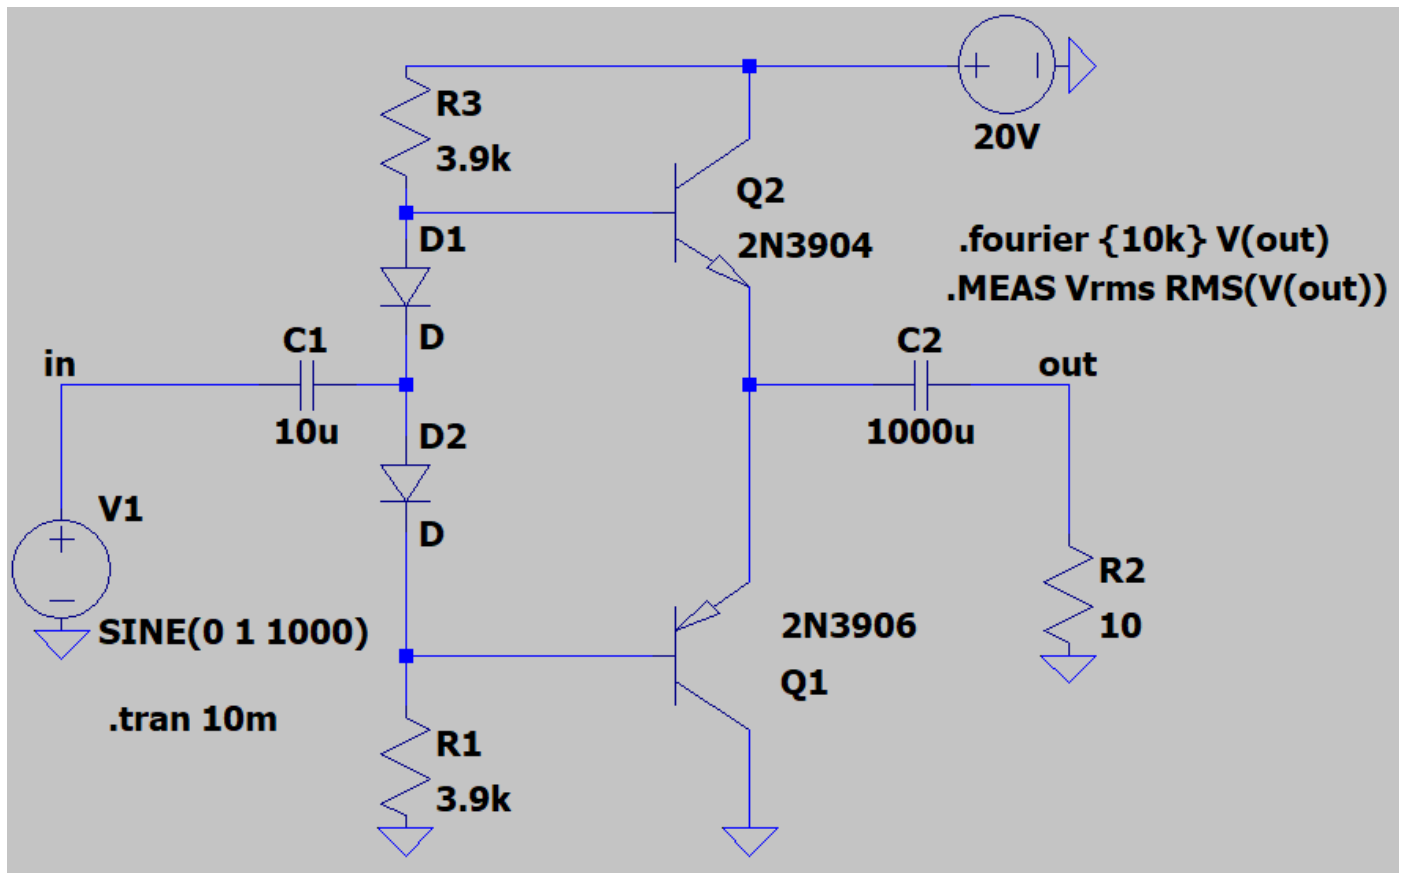 R3
3.9k
20V
Q2
2N3904
D1
D
.fourier {10k} V(out)
.MEAS Vrms RMS(V(out))
in
C1
10u
C2
1000u
out
D2
D
V1
SINE(0 1 1000)
R2
10
2N3906
Q1
.tran 10m
R1
3.9k